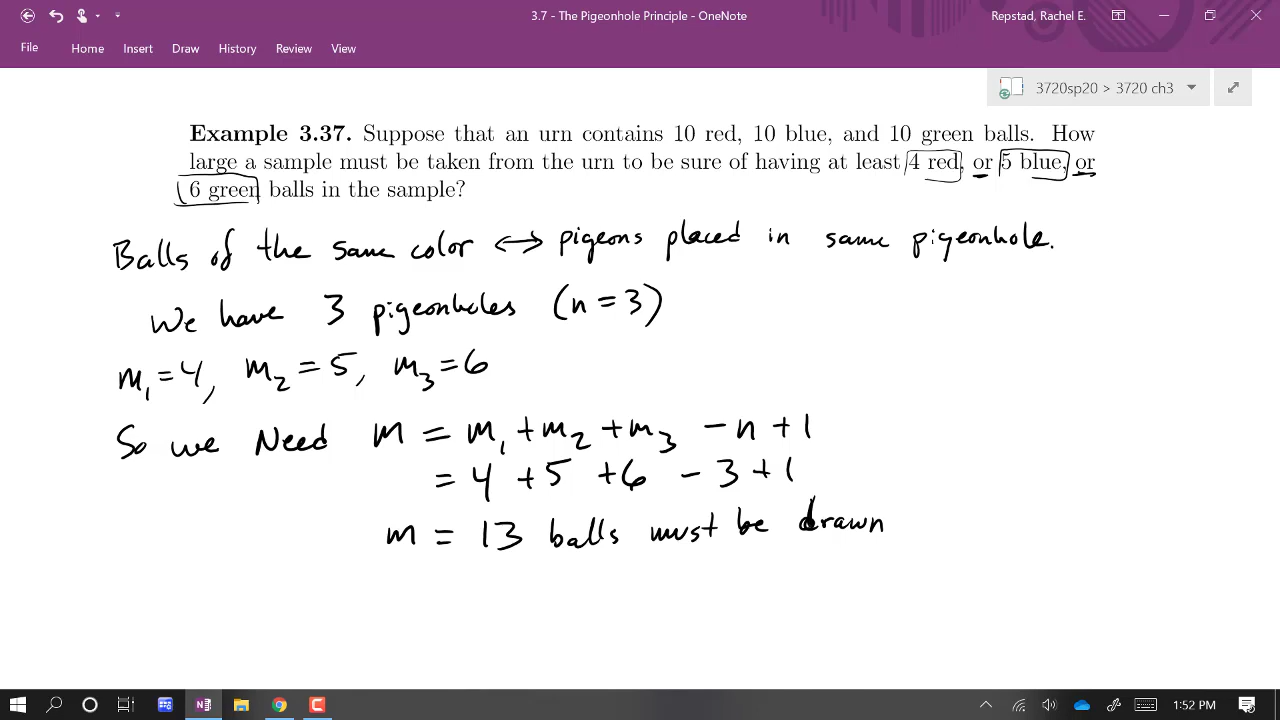 3.7 - The Pigeonhole Principle - OneNote
Repstad, Rachel E.
File Home Insert Draw History Review View
3720sp20 > 3720 ch3
Example 3.37. Suppose that an urn contains 10 red, 10 blue, and 10 green balls. How
large a sample must be taken from the urn to be sure of having at least 4 red, or 5 blue, or
6 green balls in the sample?
Balls of the same color ↔ pigeons placed in same pigeonhole.
We have 3 pigeonholes (n = 3)
m₁ = 4, m₂ = 5, m₃ = 6
So we Need m = m₁ + m₂ + m₃ - n + 1
= 4 + 5 + 6 - 3 + 1
m = 13 balls must be drawn
1:52 PM